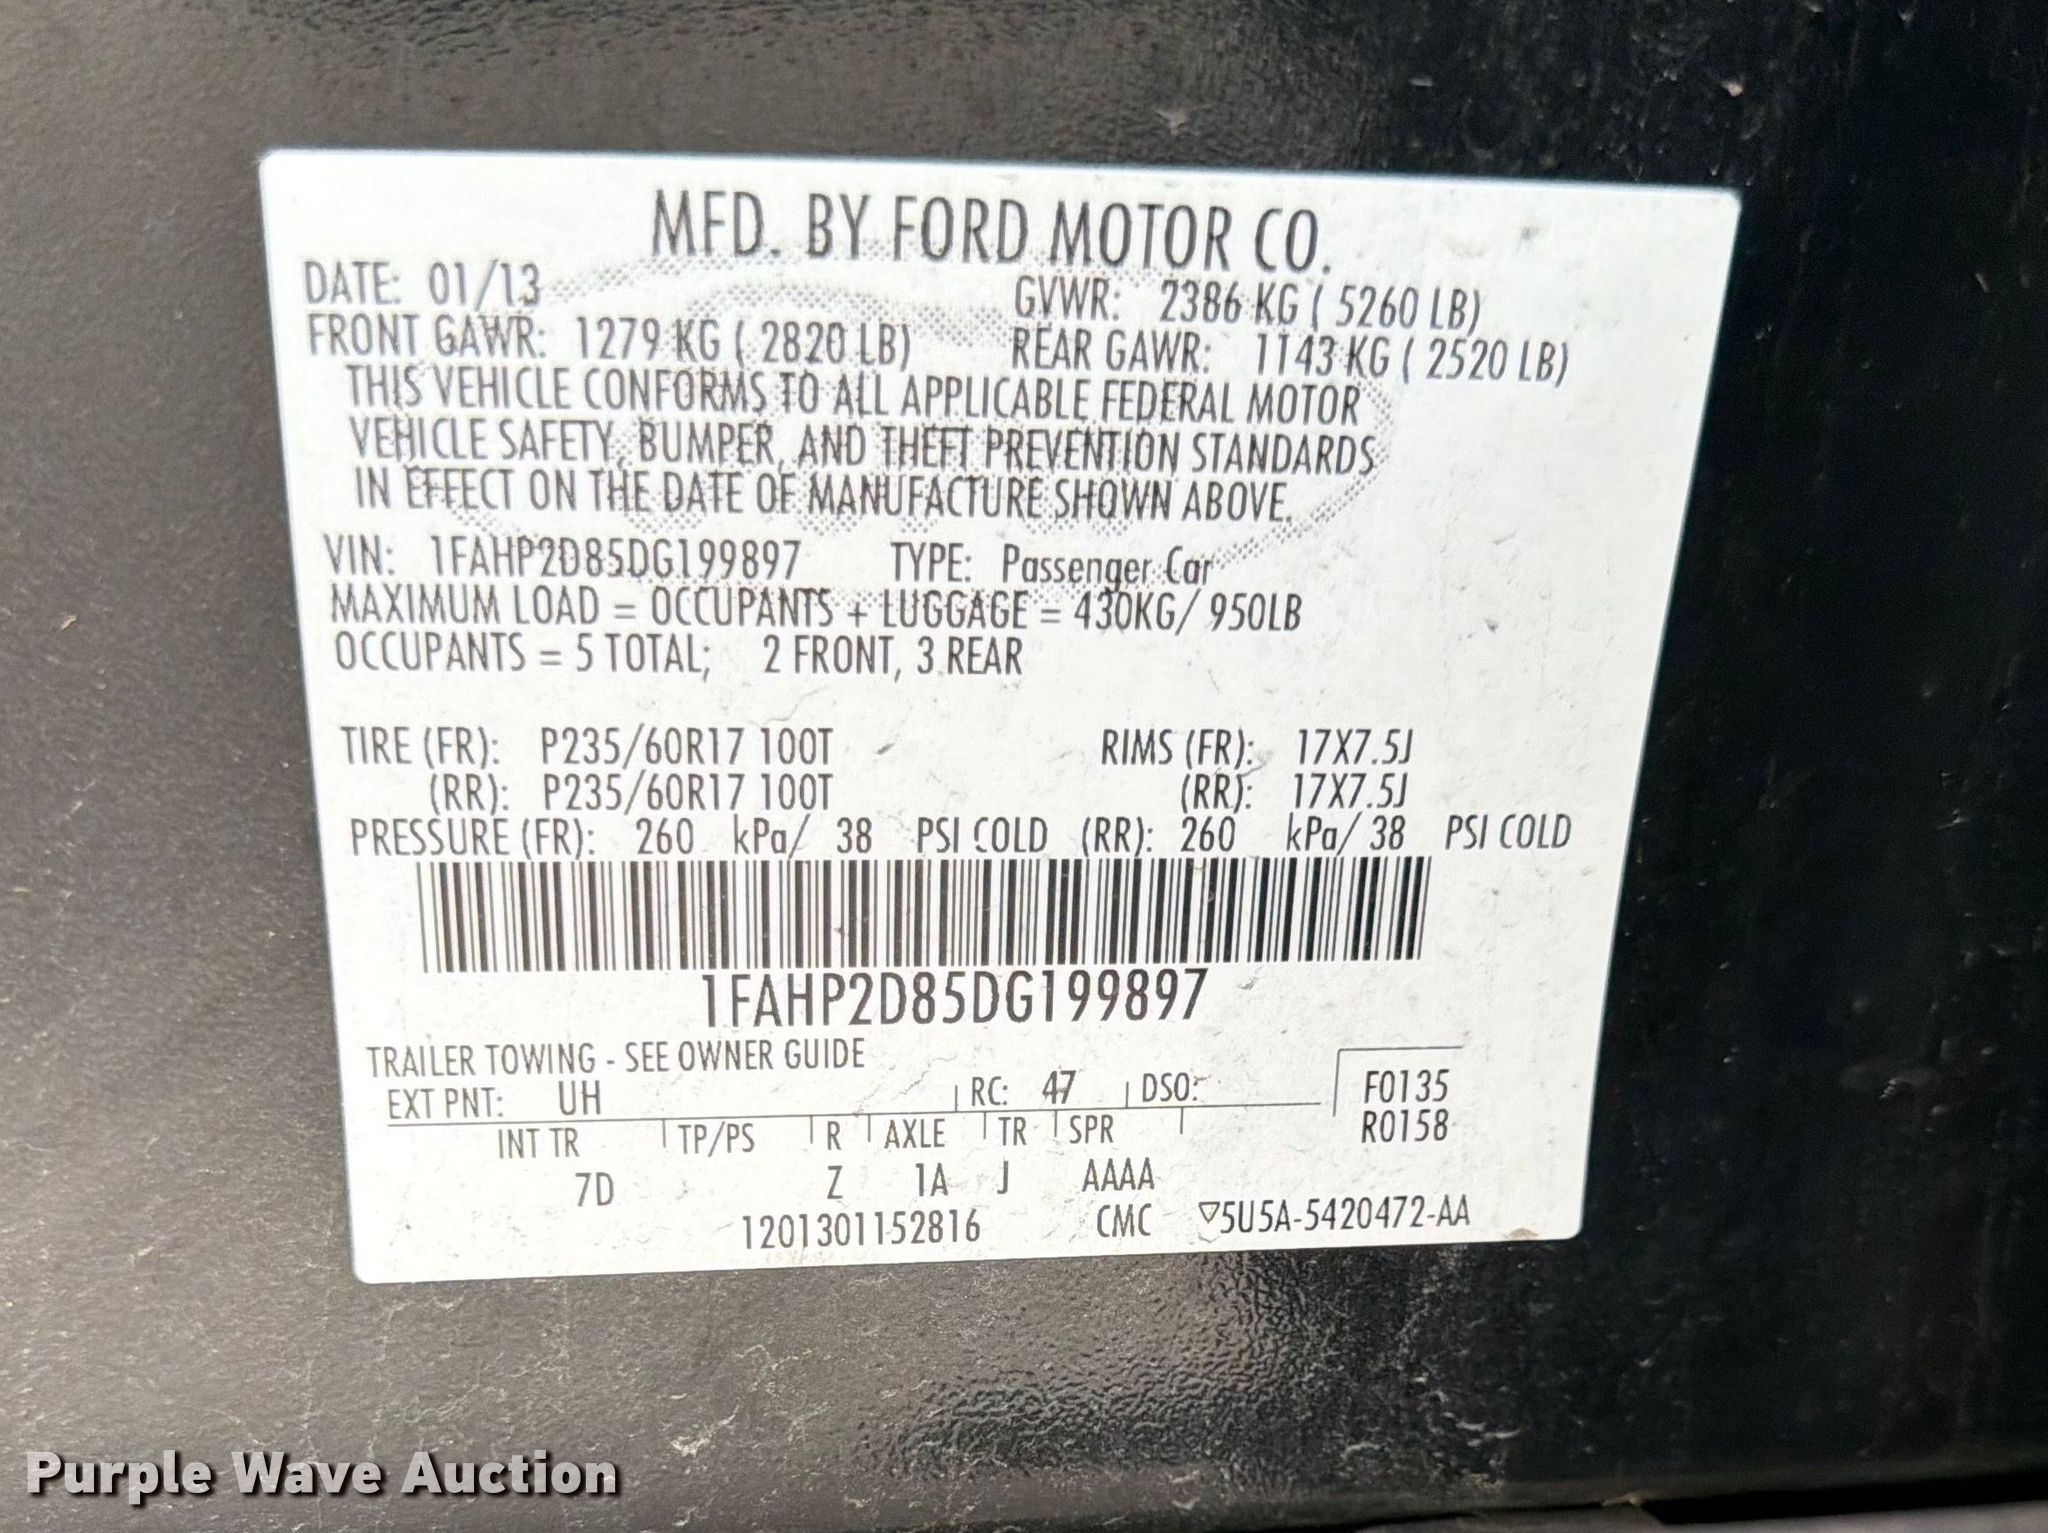 MFD. BY FORD MOTOR CO.
DATE: 01/13 GVWR: 2386 KG ( 5260 LB)
FRONT GAWR: 1279 KG ( 2820 LB) REAR GAWR: 1143 KG ( 2520 LB)
THIS VEHICLE CONFORMS TO ALL APPLICABLE FEDERAL MOTOR
VEHICLE SAFETY, BUMPER, AND THEFT PREVENTION STANDARDS
IN EFFECT ON THE DATE OF MANUFACTURE SHOWN ABOVE.
VIN: 1FAHP2D85DG199897 TYPE: Passenger Car
MAXIMUM LOAD = OCCUPANTS + LUGGAGE = 430KG/ 950LB
OCCUPANTS = 5 TOTAL; 2 FRONT, 3 REAR
TIRE (FR): P235/60R17 100T RIMS (FR): 17X7.5J
(RR): P235/60R17 100T (RR): 17X7.5J
PRESSURE (FR): 260 kPa/ 38 PSI COLD (RR): 260 kPa/ 38 PSI COLD
1FAHP2D85DG199897
TRAILER TOWING - SEE OWNER GUIDE
EXT PNT: UH RC: 47 DSO: F0135
INT TR TP/PS R AXLE TR SPR R0158
7D Z 1A J AAAA
1201301152816 CMC ▽5U5A-5420472-AA
Purple Wave Auction